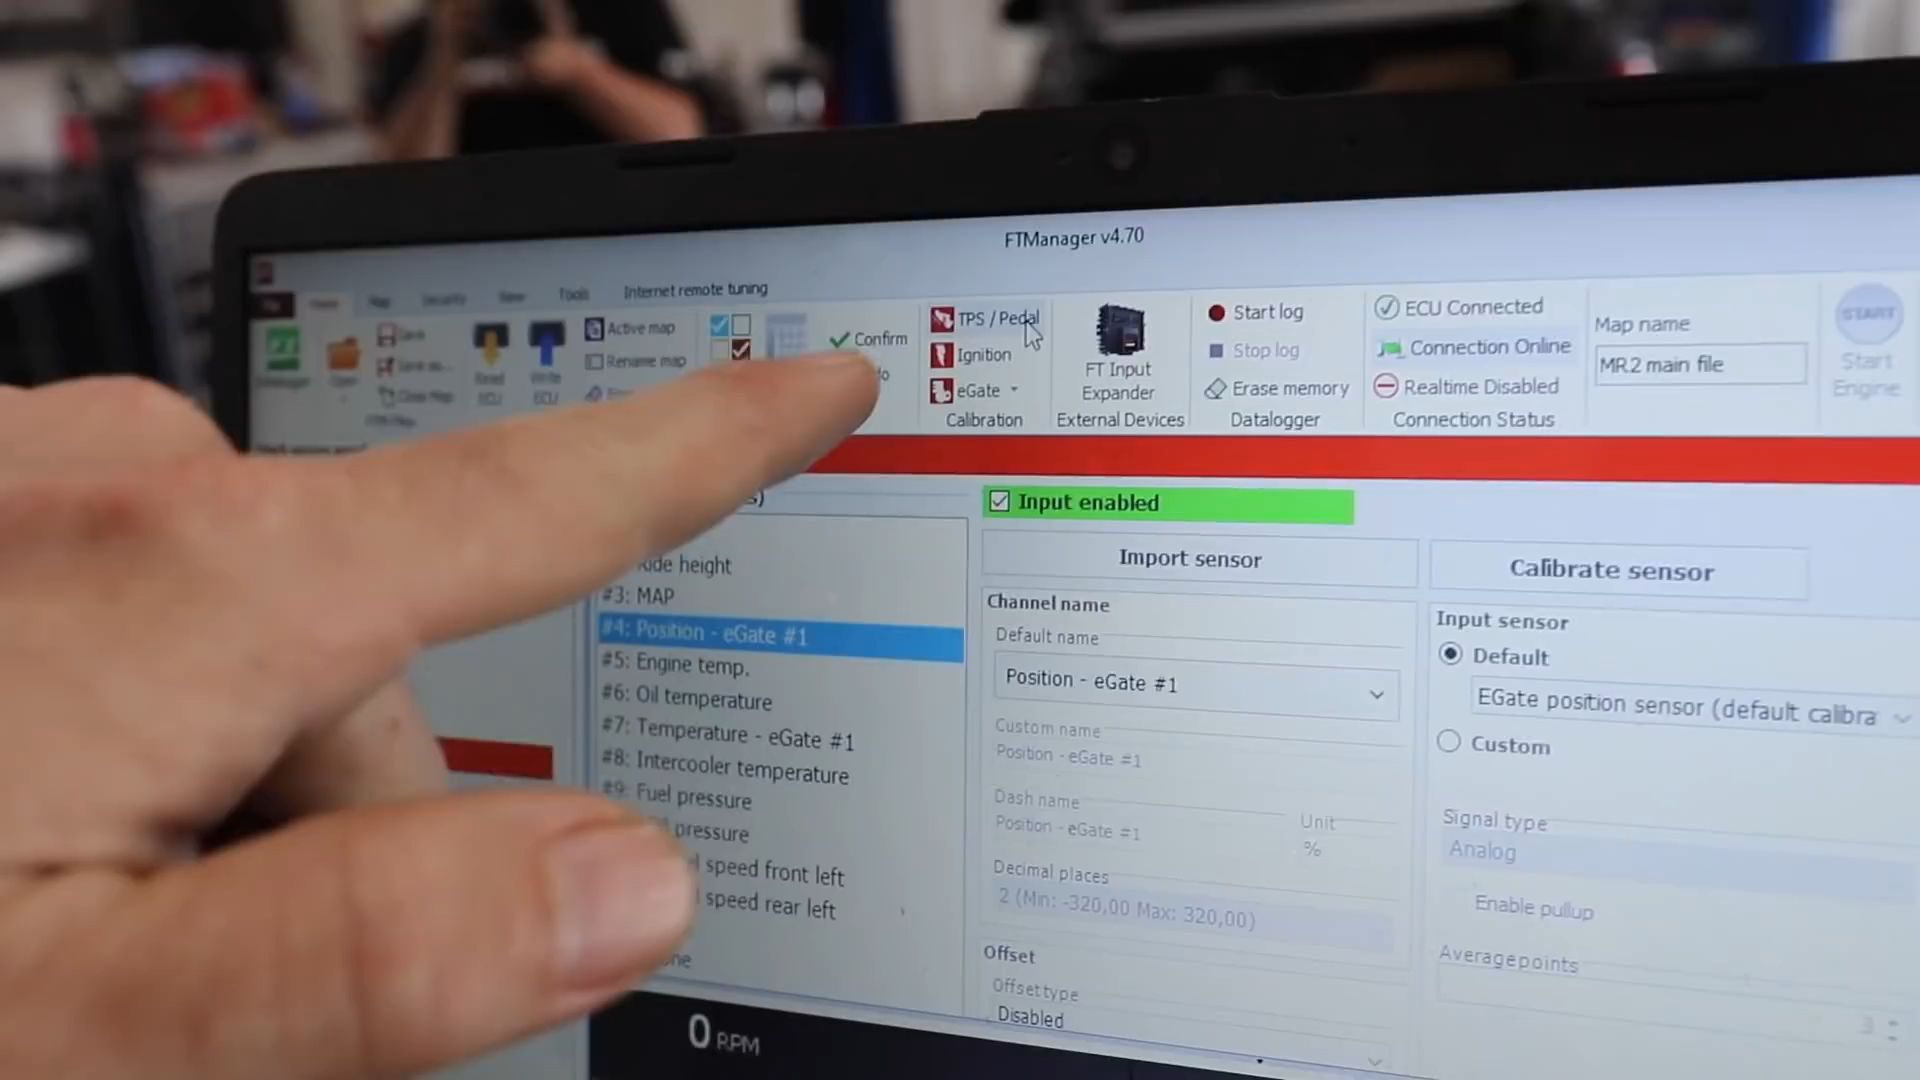 FTManager v4.70
Tools
Internet remote tuning
Active map
Rename map
Confirm
TPS / Pedal
Ignition
eGate
Calibration
FT Input
Expander
External Devices
Start log
Stop log
Erase memory
Datalogger
ECU Connected
Connection Online
Realtime Disabled
Connection Status
Map name
MR2 main file
START
Start
Engine
Input enabled
Import sensor
Calibrate sensor
height
#3: MAP
#4: Position - eGate #1
#5: Engine temp.
#6: Oil temperature
#7: Temperature - eGate #1
#8: Intercooler temperature
#9: Fuel pressure
pressure
speed front left
speed rear left
Channel name
Default name
Position - eGate #1
Custom name
Position - eGate #1
Dash name
Position - eGate #1
Unit
%
Decimal places
2 (Min: -320,00 Max: 320,00)
Offset
Offset type
Disabled
Input sensor
Default
EGate position sensor (default calibra
Custom
Signal type
Analog
Enable pullup
Average points
3
0 RPM